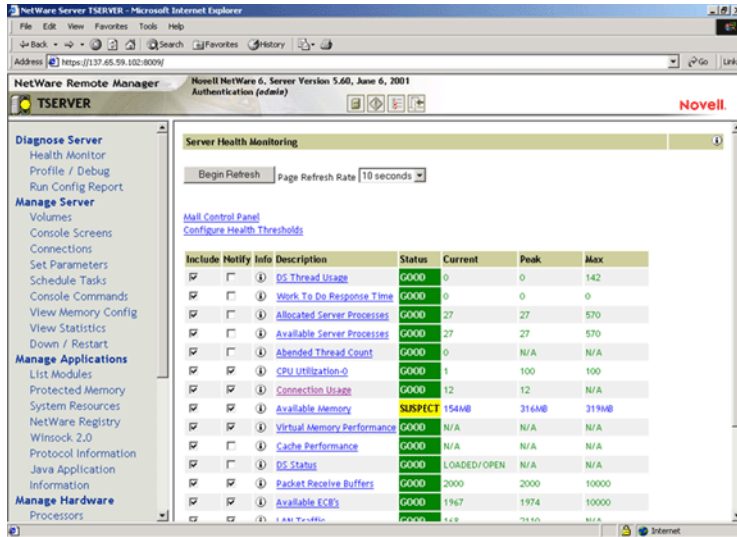 NetWare Server TSERVER - Microsoft Internet Explorer
File Edit View Favorites Tools Help
Back Search Favorites History
Address https://137.65.59.102:8009/ Go Link
NetWare Remote Manager
TSERVER
Novell NetWare 6, Server Version 5.60, June 6, 2001
Authentication (admin)
Novell.
Diagnose Server
Health Monitor
Profile / Debug
Run Config Report
Manage Server
Volumes
Console Screens
Connections
Set Parameters
Schedule Tasks
Console Commands
View Memory Config
View Statistics
Down / Restart
Manage Applications
List Modules
Protected Memory
System Resources
NetWare Registry
Winsock 2.0
Protocol Information
Java Application
Information
Manage Hardware
Processors
Server Health Monitoring
Begin Refresh Page Refresh Rate 10 seconds
Mail Control Panel
Configure Health Thresholds
Include Notify Info Description Status Current Peak Max
DS Thread Usage GOOD 0 0 142
Work To Do Response Time GOOD 0 0 0
Allocated Server Processes GOOD 27 27 570
Available Server Processes GOOD 27 27 570
Abended Thread Count GOOD 0 N/A N/A
CPU Utilization-0 GOOD 1 100 100
Connection Usage GOOD 12 12 N/A
Available Memory SUSPECT 154MB 316MB 319MB
Virtual Memory Performance GOOD N/A N/A N/A
Cache Performance GOOD N/A N/A N/A
DS Status GOOD LOADED/OPEN N/A N/A
Packet Receive Buffers GOOD 2000 2000 10000
Available ECB's GOOD 1967 1974 10000
LAN Traffic GOOD 168 2110 N/A
Internet